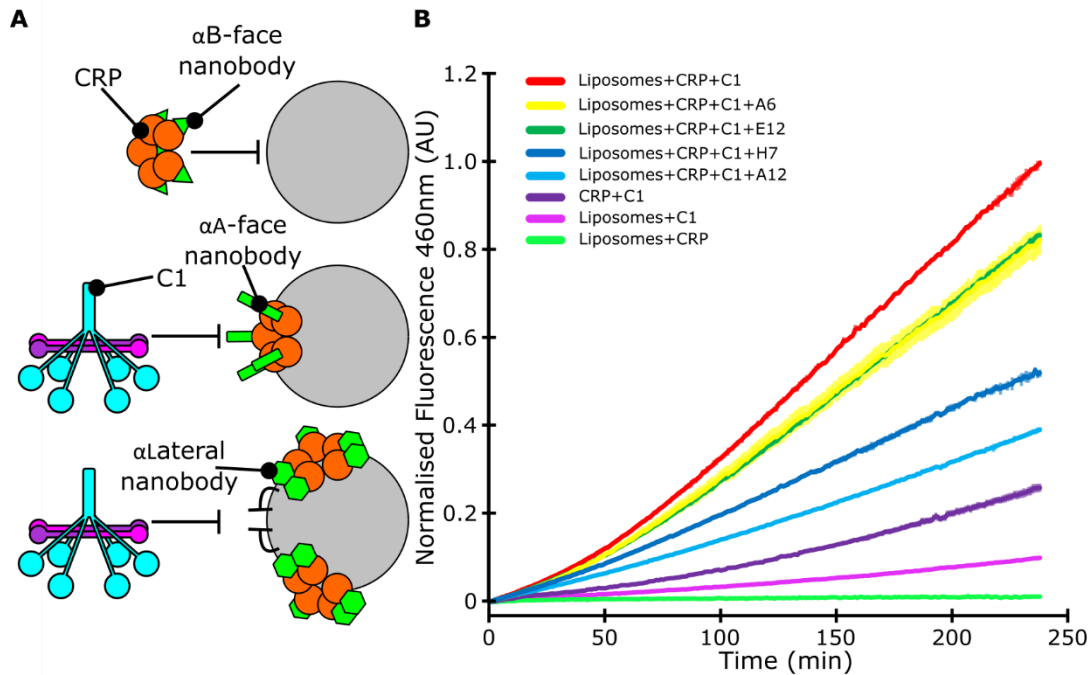 A
αB-face
nanobody
CRP
αA-face
nanobody
C1
αLateral
nanobody
B
Normalised Fluorescence 460nm (AU)
1.2
1.0
0.8
0.6
0.4
0.2
0
Liposomes+CRP+C1
Liposomes+CRP+C1+A6
Liposomes+CRP+C1+E12
Liposomes+CRP+C1+H7
Liposomes+CRP+C1+A12
CRP+C1
Liposomes+C1
Liposomes+CRP
0 50 100 150 200 250
Time (min)